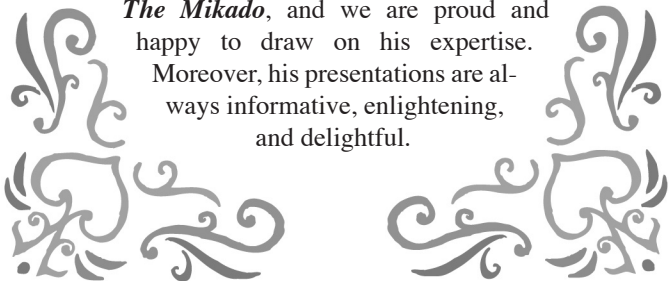 The Mikado, and we are proud and
happy to draw on his expertise.
Moreover, his presentations are al-
ways informative, enlightening,
and delightful.